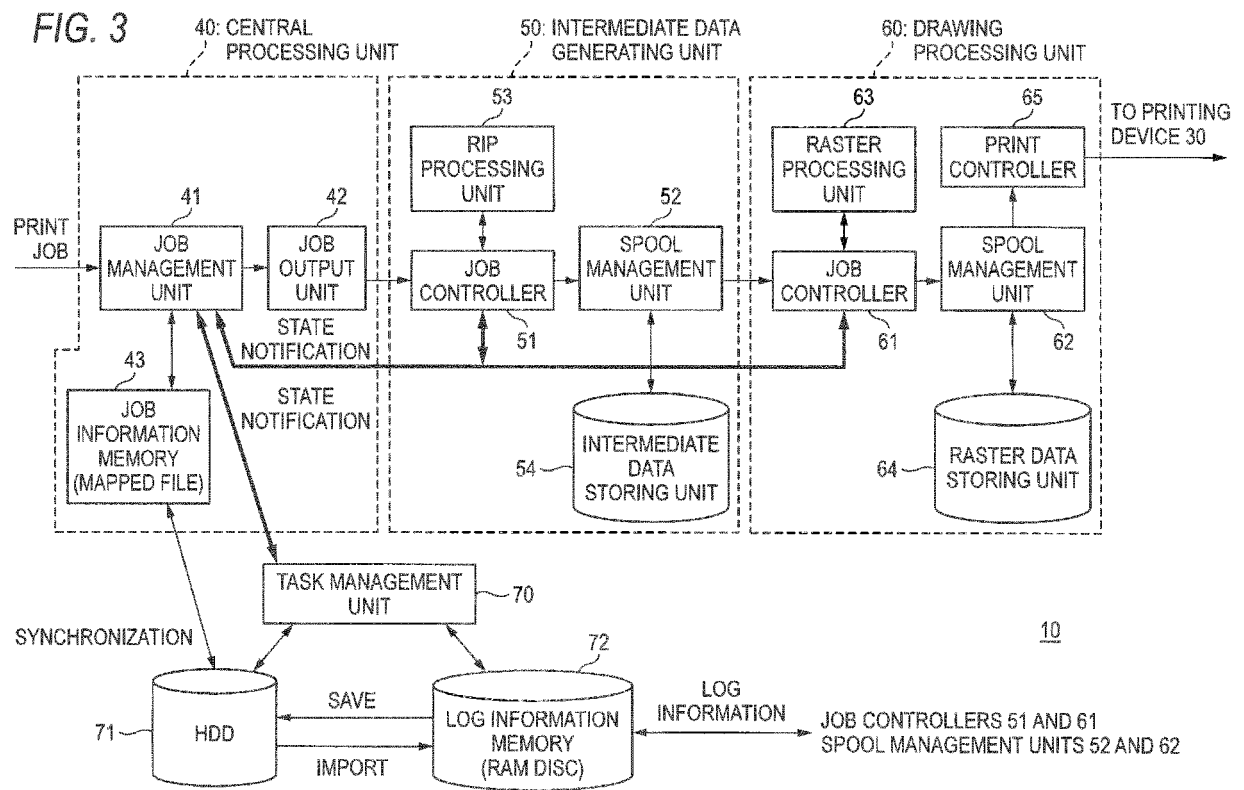 FIG. 3
40: CENTRAL
PROCESSING UNIT
50: INTERMEDIATE DATA
GENERATING UNIT
60: DRAWING
PROCESSING UNIT
53
RIP
PROCESSING
UNIT
63
RASTER
PROCESSING
UNIT
65
PRINT
CONTROLLER
TO PRINTING
DEVICE 30
PRINT
JOB
41
JOB
MANAGEMENT
UNIT
42
JOB
OUTPUT
UNIT
JOB
CONTROLLER
51
52
SPOOL
MANAGEMENT
UNIT
JOB
CONTROLLER
61
SPOOL
MANAGEMENT
UNIT
62
STATE
NOTIFICATION
STATE
NOTIFICATION
43
JOB
INFORMATION
MEMORY
(MAPPED FILE)
54
INTERMEDIATE
DATA
STORING UNIT
64
RASTER DATA
STORING UNIT
TASK MANAGEMENT
UNIT
70
SYNCHRONIZATION
10
71
HDD
SAVE
IMPORT
72
LOG INFORMATION
MEMORY
(RAM DISC)
LOG
INFORMATION
JOB CONTROLLERS 51 AND 61
SPOOL MANAGEMENT UNITS 52 AND 62